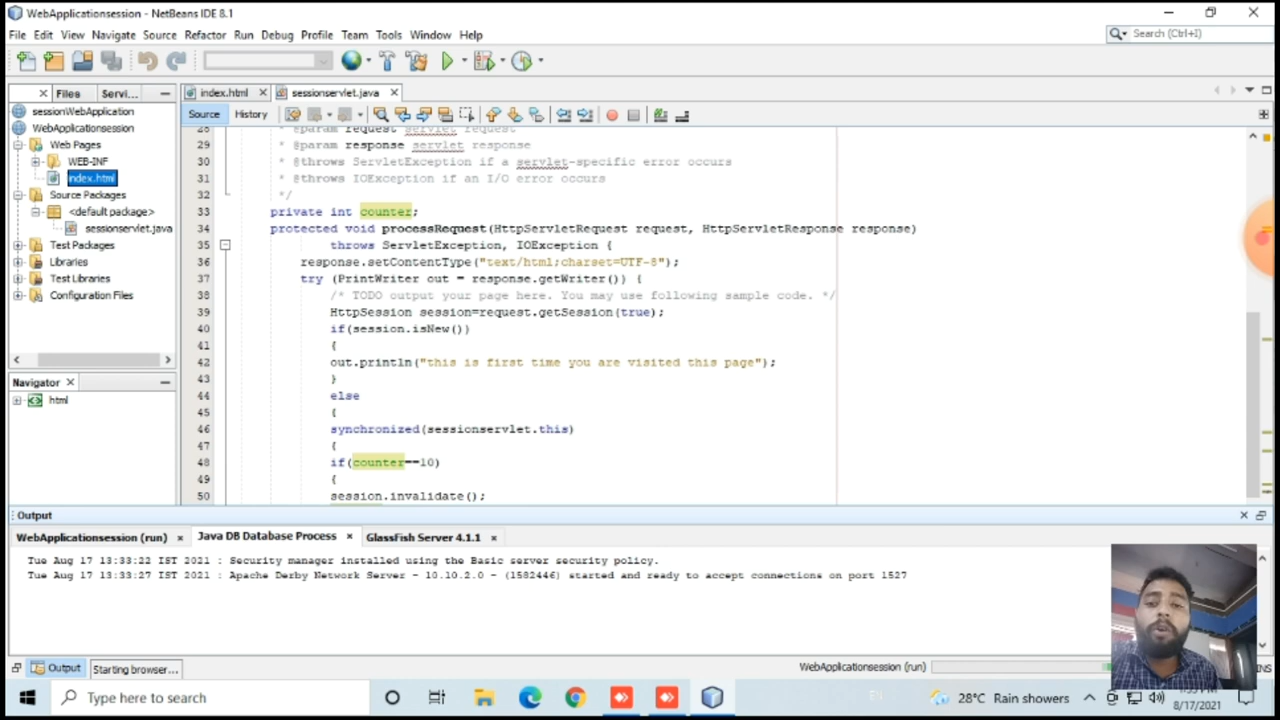 WebApplicationsession - NetBeans IDE 8.1
File Edit View Navigate Source Refactor Run Debug Profile Team Tools Window Help
Search (Ctrl+I)
Files Servi...
index.html
sessionservlet.java
Source History
sessionWebApplication
WebApplicationsession
Web Pages
WEB-INF
index.html
Source Packages
<default package>
sessionservlet.java
Test Packages
Libraries
Test Libraries
Configuration Files
Navigator
html
28 * @param request servlet request
29 * @param response servlet response
30 * @throws ServletException if a servlet-specific error occurs
31 * @throws IOException if an I/O error occurs
32 */
33 private int counter;
34 protected void processRequest(HttpServletRequest request, HttpServletResponse response)
35 throws ServletException, IOException {
36 response.setContentType("text/html;charset=UTF-8");
37 try (PrintWriter out = response.getWriter()) {
38 /* TODO output your page here. You may use following sample code. */
39 HttpSession session=request.getSession(true);
40 if(session.isNew())
41 {
42 out.println("this is first time you are visited this page");
43 }
44 else
45 {
46 synchronized(sessionservlet.this)
47 {
48 if(counter==10)
49 {
50 session.invalidate();
Output
WebApplicationsession (run)
Java DB Database Process
GlassFish Server 4.1.1
Tue Aug 17 13:33:22 IST 2021 : Security manager installed using the Basic server security policy.
Tue Aug 17 13:33:27 IST 2021 : Apache Derby Network Server - 10.10.2.0 - (1582446) started and ready to accept connections on port 1527
Output
Starting browser...
WebApplicationsession (run)
INS
Type here to search
28°C Rain showers
8/17/2021